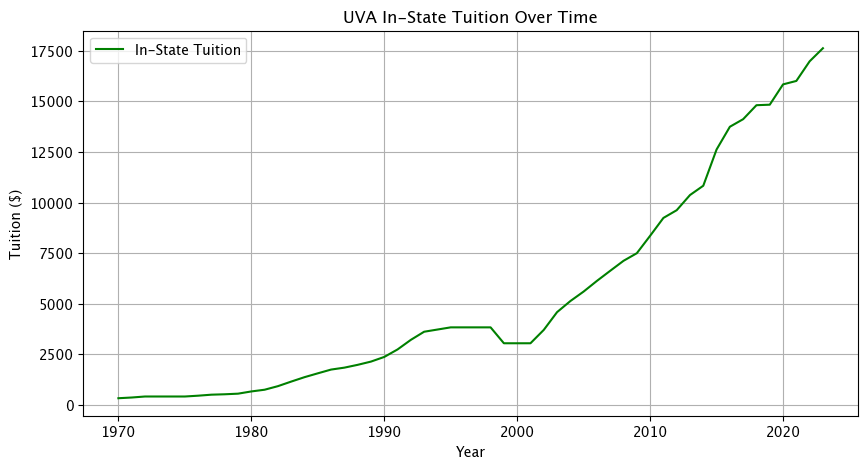 UVA In-State Tuition Over Time
In-State Tuition
17500
15000
12500
10000
7500
5000
2500
0
Tuition ($)
1970 1980 1990 2000 2010 2020
Year